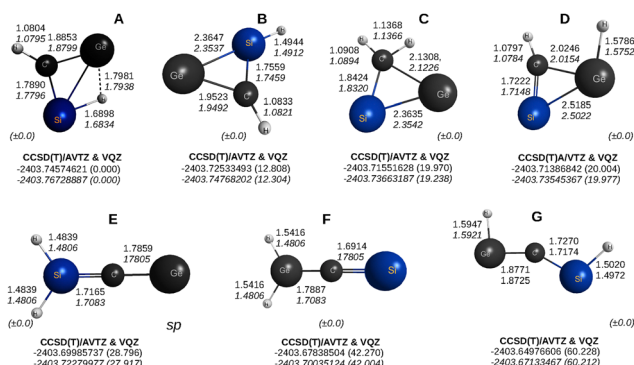 A
B
C
D
1.0804
1.0795
1.8853
1.8799
Ge
H
C
1.7981
1.7938
1.7890
1.7796
H
Si
1.6898
1.6834
(±0.0)
CCSD(T)/AVTZ & VQZ
-2403.74574621 (0.000)
-2403.76728887 (0.000)
2.3647
2.3537
H
Si
1.4944
1.4912
Ge
1.7559
1.7459
1.9523
1.9492
C
1.0833
1.0821
H
(±0.0)
CCSD(T)/AVTZ & VQZ
-2403.72533493 (12.808)
-2403.74768202 (12.304)
1.1368
1.1366
H
H
1.0908
1.0894
C
2.1308,
2.1226
1.8424
1.8320
Ge
Si
2.3635
2.3542
(±0.0)
CCSD(T)/AVTZ & VQZ
-2403.71551628 (19.970)
-2403.73663187 (19.238)
H
H
1.5786
1.5752
1.0797
1.0784
2.0246
2.0154
C
Ge
1.7222
1.7148
Si
2.5185
2.5022
(±0.0)
CCSD(T)A/VTZ & VQZ
-2403.71386842 (20.004)
-2403.73545367 (19.977)
E
F
G
H
1.4839
1.4806
1.7859
17805
Si
C
Ge
1.4839
1.4806
1.7165
1.7083
H
(±0.0)
sp
CCSD(T)/AVTZ & VQZ
-2403.69985737 (28.796)
-2403.72279977 (27.917)
1.5416
1.4806
H
1.6914
17805
Ge
C
Si
1.5416
1.4806
1.7887
1.7083
H
(±0.0)
CCSD(T)/AVTZ & VQZ
-2403.67838504 (42.270)
-2403.70035124 (42.004)
H
1.5947
1.5921
1.7270
1.7174
H
Ge
C
1.8771
1.8725
Si
1.5020
1.4972
(±0.0)
CCSD(T)/AVTZ & VQZ
-2403.64976606 (60.228)
-2403.67133467 (60.212)